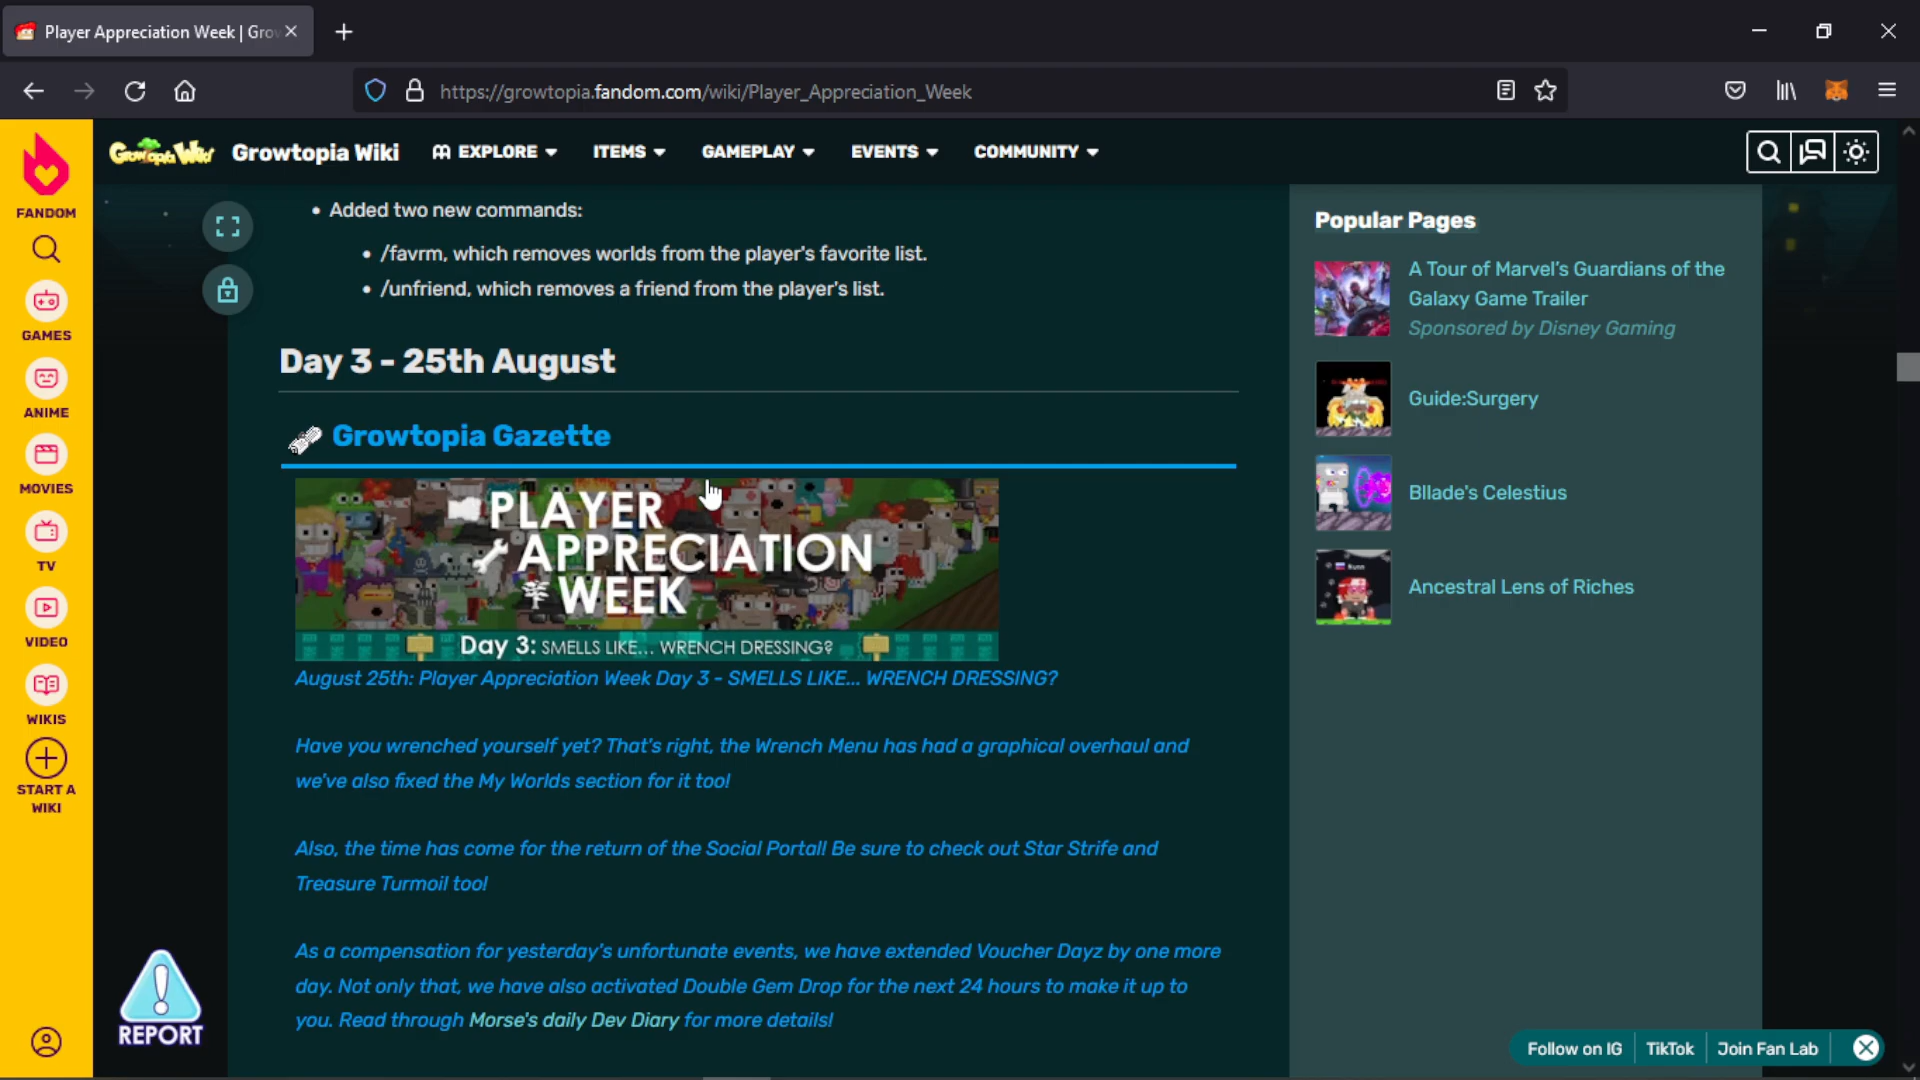 Player Appreciation Week | Gro
https://growtopia.fandom.com/wiki/Player_Appreciation_Week
Growtopia Wiki
Growtopia Wiki
EXPLORE
ITEMS
GAMEPLAY
EVENTS
COMMUNITY
FANDOM
GAMES
ANIME
MOVIES
TV
VIDEO
WIKIS
START A
WIKI
REPORT
• Added two new commands:
• /favrm, which removes worlds from the player's favorite list.
• /unfriend, which removes a friend from the player's list.
Day 3 - 25th August
Growtopia Gazette
PLAYER
APPRECIATION
WEEK
Day 3: SMELLS LIKE... WRENCH DRESSING?
August 25th: Player Appreciation Week Day 3 - SMELLS LIKE... WRENCH DRESSING?
Have you wrenched yourself yet? That's right, the Wrench Menu has had a graphical overhaul and
we've also fixed the My Worlds section for it too!
Also, the time has come for the return of the Social Portal! Be sure to check out Star Strife and
Treasure Turmoil too!
As a compensation for yesterday's unfortunate events, we have extended Voucher Dayz by one more
day. Not only that, we have also activated Double Gem Drop for the next 24 hours to make it up to
you. Read through Morse's daily Dev Diary for more details!
Popular Pages
A Tour of Marvel's Guardians of the
Galaxy Game Trailer
Sponsored by Disney Gaming
Guide:Surgery
Bllade's Celestius
Ancestral Lens of Riches
Follow on IG
TikTok
Join Fan Lab